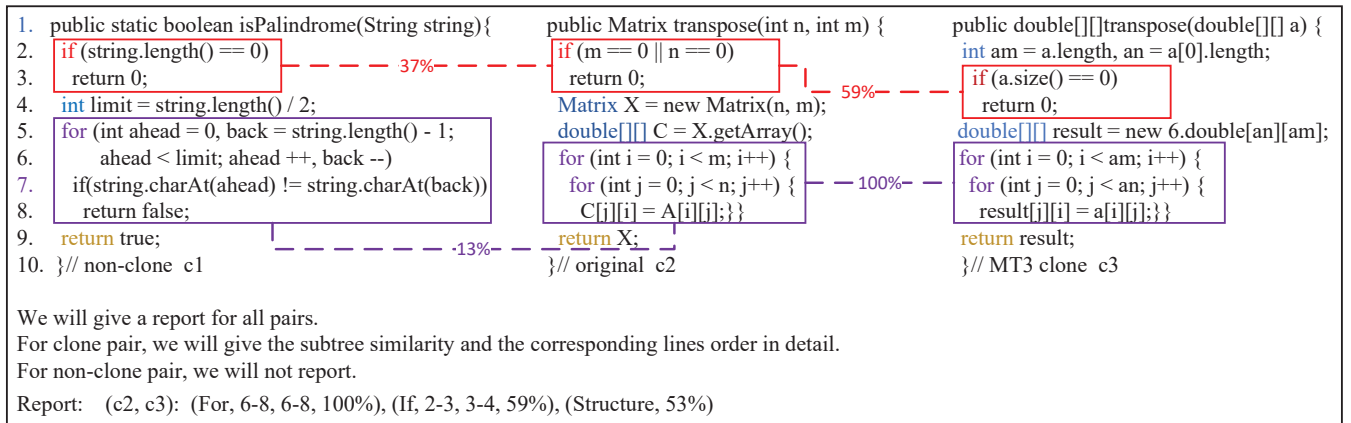 1. public static boolean isPalindrome(String string){ public Matrix transpose(int n, int m) { public double[][]transpose(double[][] a) {
2. if (string.length() == 0) if (m == 0 || n == 0) int am = a.length, an = a[0].length;
3. return 0; 37% return 0; 59% if (a.size() == 0)
4. int limit = string.length() / 2; Matrix X = new Matrix(n, m); return 0;
5. for (int ahead = 0, back = string.length() - 1; double[][] C = X.getArray(); double[][] result = new 6.double[an][am];
6. ahead < limit; ahead ++, back --) for (int i = 0; i < m; i++) { for (int i = 0; i < am; i++) {
7. if(string.charAt(ahead) != string.charAt(back)) for (int j = 0; j < n; j++) { 100% for (int j = 0; j < an; j++) {
8. return false; C[j][i] = A[i][j];}} result[j][i] = a[i][j];}}
9. return true; 13% return X; return result;
10. }// non-clone c1 }// original c2 }// MT3 clone c3
We will give a report for all pairs.
For clone pair, we will give the subtree similarity and the corresponding lines order in detail.
For non-clone pair, we will not report.
Report: (c2, c3): (For, 6-8, 6-8, 100%), (If, 2-3, 3-4, 59%), (Structure, 53%)